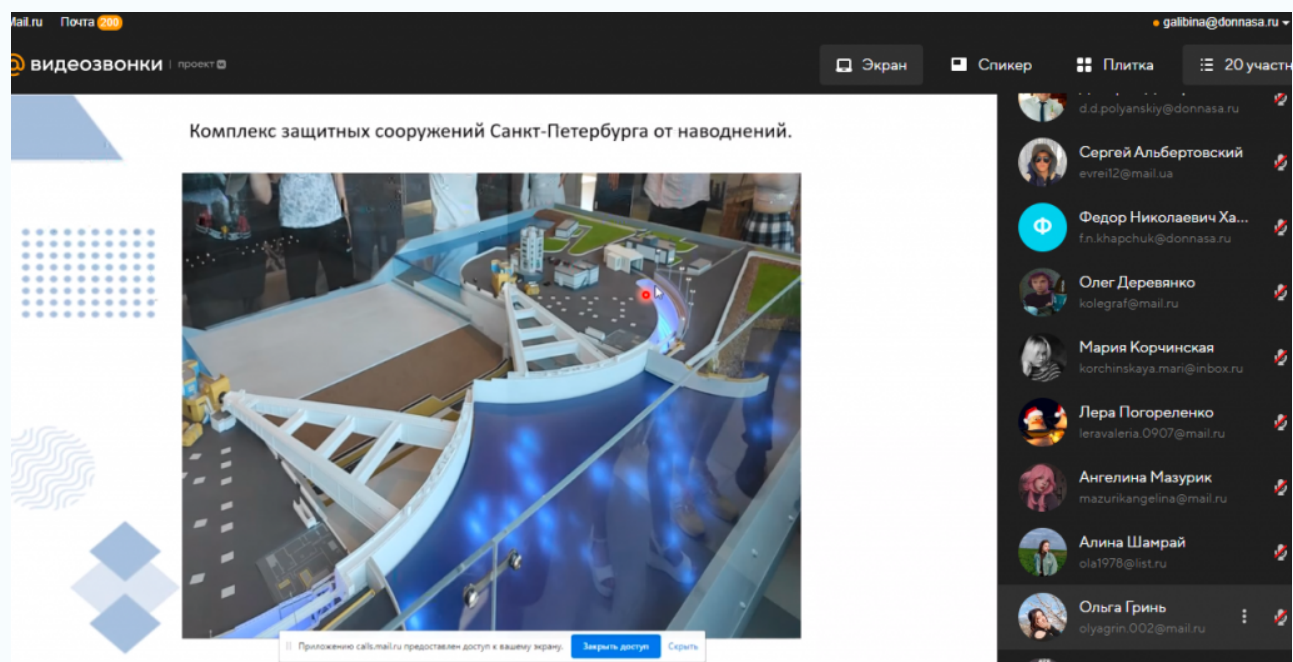 Mail.ru Почта 200
galibina@donnasa.ru
видеозвонки | проект
Экран
Спикер
Плитка
20 участн
Комплекс защитных сооружений Санкт-Петербурга от наводнений.
d.d.polyanskiy@donnasa.ru
Сергей Альбертовский
evrei12@mail.ua
Ф
Федор Николаевич Ха...
f.n.khapchuk@donnasa.ru
Олег Деревянко
kolegraf@mail.ru
Мария Корчинская
korchinskaya.mari@inbox.ru
Лера Погореленко
leravaleria.0907@mail.ru
Ангелина Мазурик
mazurikangelina@mail.ru
Алина Шамрай
ola1978@list.ru
Ольга Гринь
olyagrin.002@mail.ru
Приложению calls.mail.ru предоставлен доступ к вашему экрану.
Закрыть доступ
Скрыть